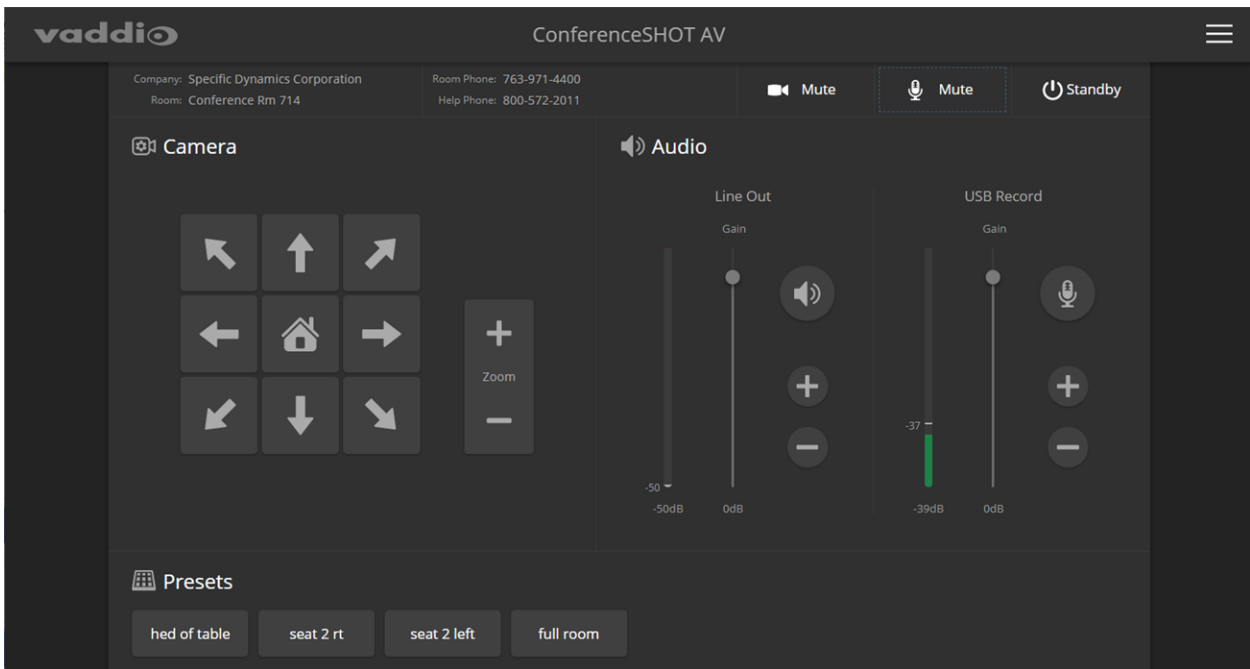 vaddio
ConferenceSHOT AV
Company: Specific Dynamics Corporation
Room: Conference Rm 714
Room Phone: 763-971-4400
Help Phone: 800-572-2011
Mute
Mute
Standby
Camera
Zoom
Audio
Line Out
Gain
-50
-50dB
0dB
USB Record
Gain
-37
-39dB
0dB
Presets
hed of table
seat 2 rt
seat 2 left
full room